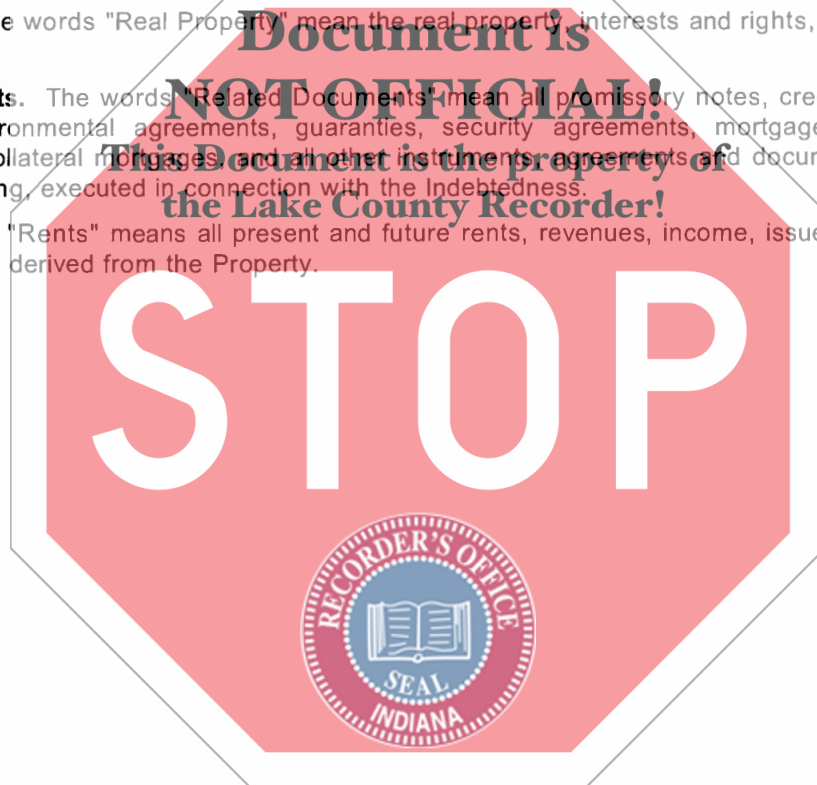 e words "Real Property" mean the real property, interests and rights,
Document is
ts. The words "Related Documents" mean all promissory notes, cre
NOT OFFICIAL!
ronmental agreements, guaranties, security agreements, mortgage
This Document is the property of
ollateral mortgages, and all other instruments, agreements and docum
g, executed in connection with the Indebtedness.
the Lake County Recorder!
"Rents" means all present and future rents, revenues, income, issue
derived from the Property.
STOP
RECORDER'S OFFICE
SEAL
INDIANA